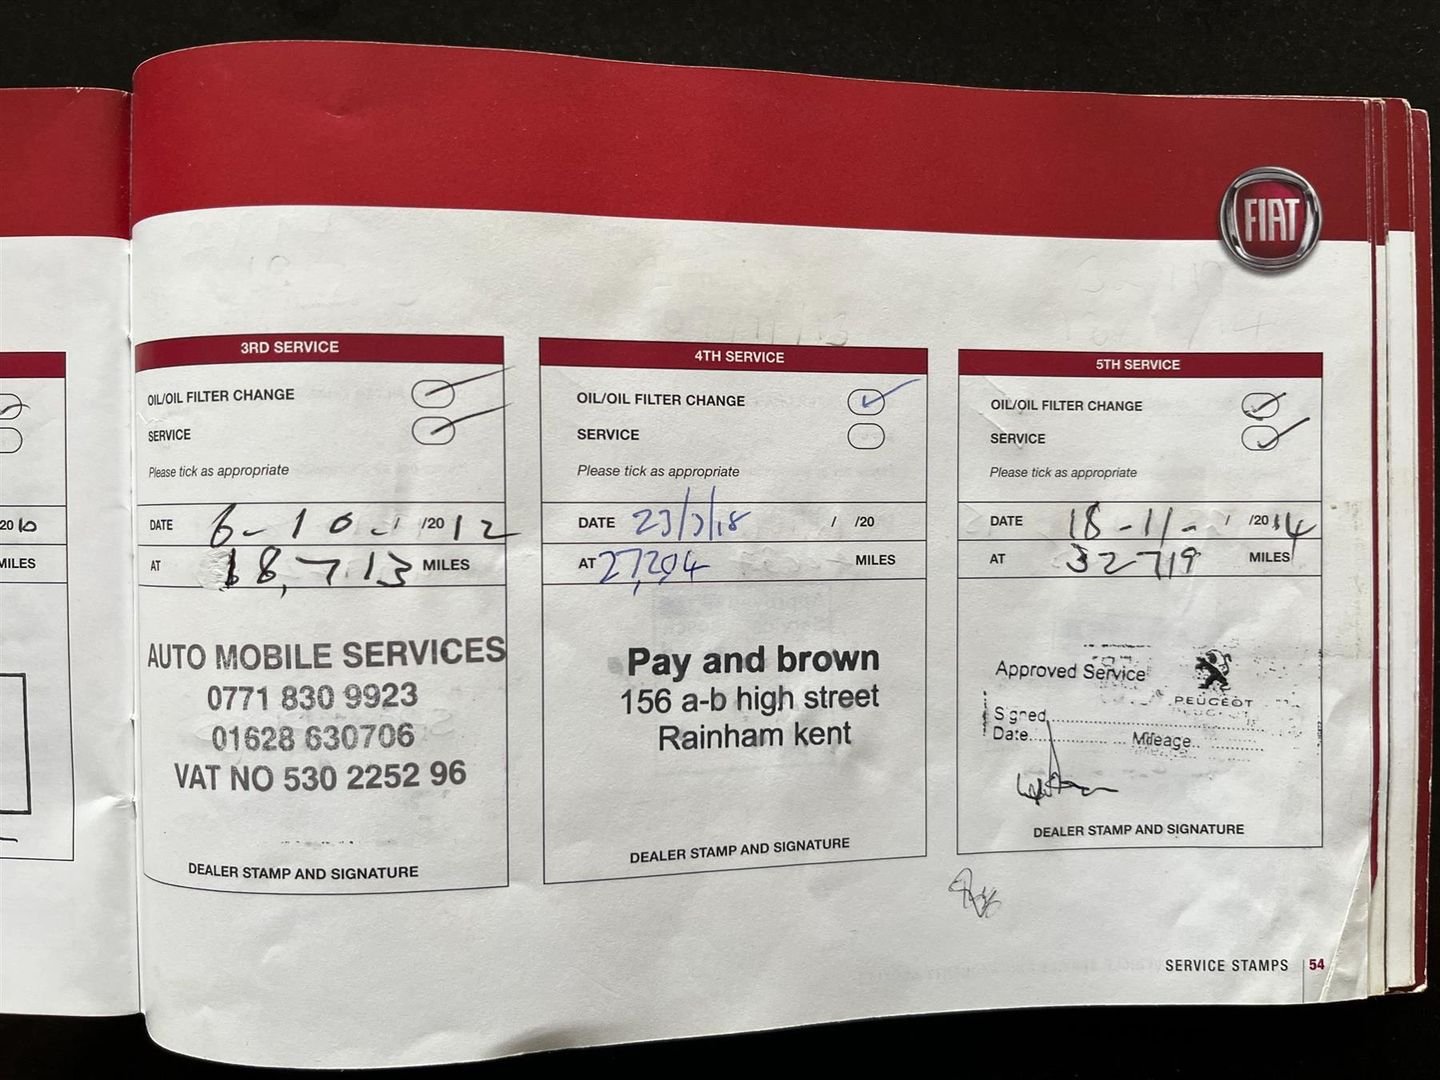 FIAT
2010
MILES
3RD SERVICE
OIL/OIL FILTER CHANGE
SERVICE
Please tick as appropriate
DATE 6-10-/ /2012
AT 18,713 MILES
AUTO MOBILE SERVICES
0771 830 9923
01628 630706
VAT NO 530 2252 96
DEALER STAMP AND SIGNATURE
4TH SERVICE
OIL/OIL FILTER CHANGE
SERVICE
Please tick as appropriate
DATE 23/3/18 / /20
AT 27,204 MILES
Pay and brown
156 a-b high street
Rainham kent
DEALER STAMP AND SIGNATURE
5TH SERVICE
OIL/OIL FILTER CHANGE
SERVICE
Please tick as appropriate
DATE 18-11- / /2014
AT 32719 MILES
Approved Service
PEUGEOT
Signed
Date Mileage
DEALER STAMP AND SIGNATURE
SERVICE STAMPS 54